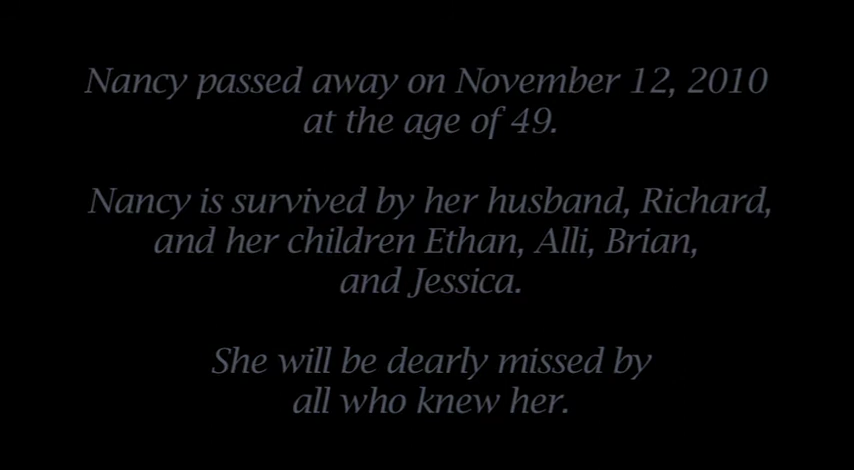 Nancy passed away on November 12, 2010
at the age of 49.
Nancy is survived by her husband, Richard,
and her children Ethan, Alli, Brian,
and Jessica.
She will be dearly missed by
all who knew her.